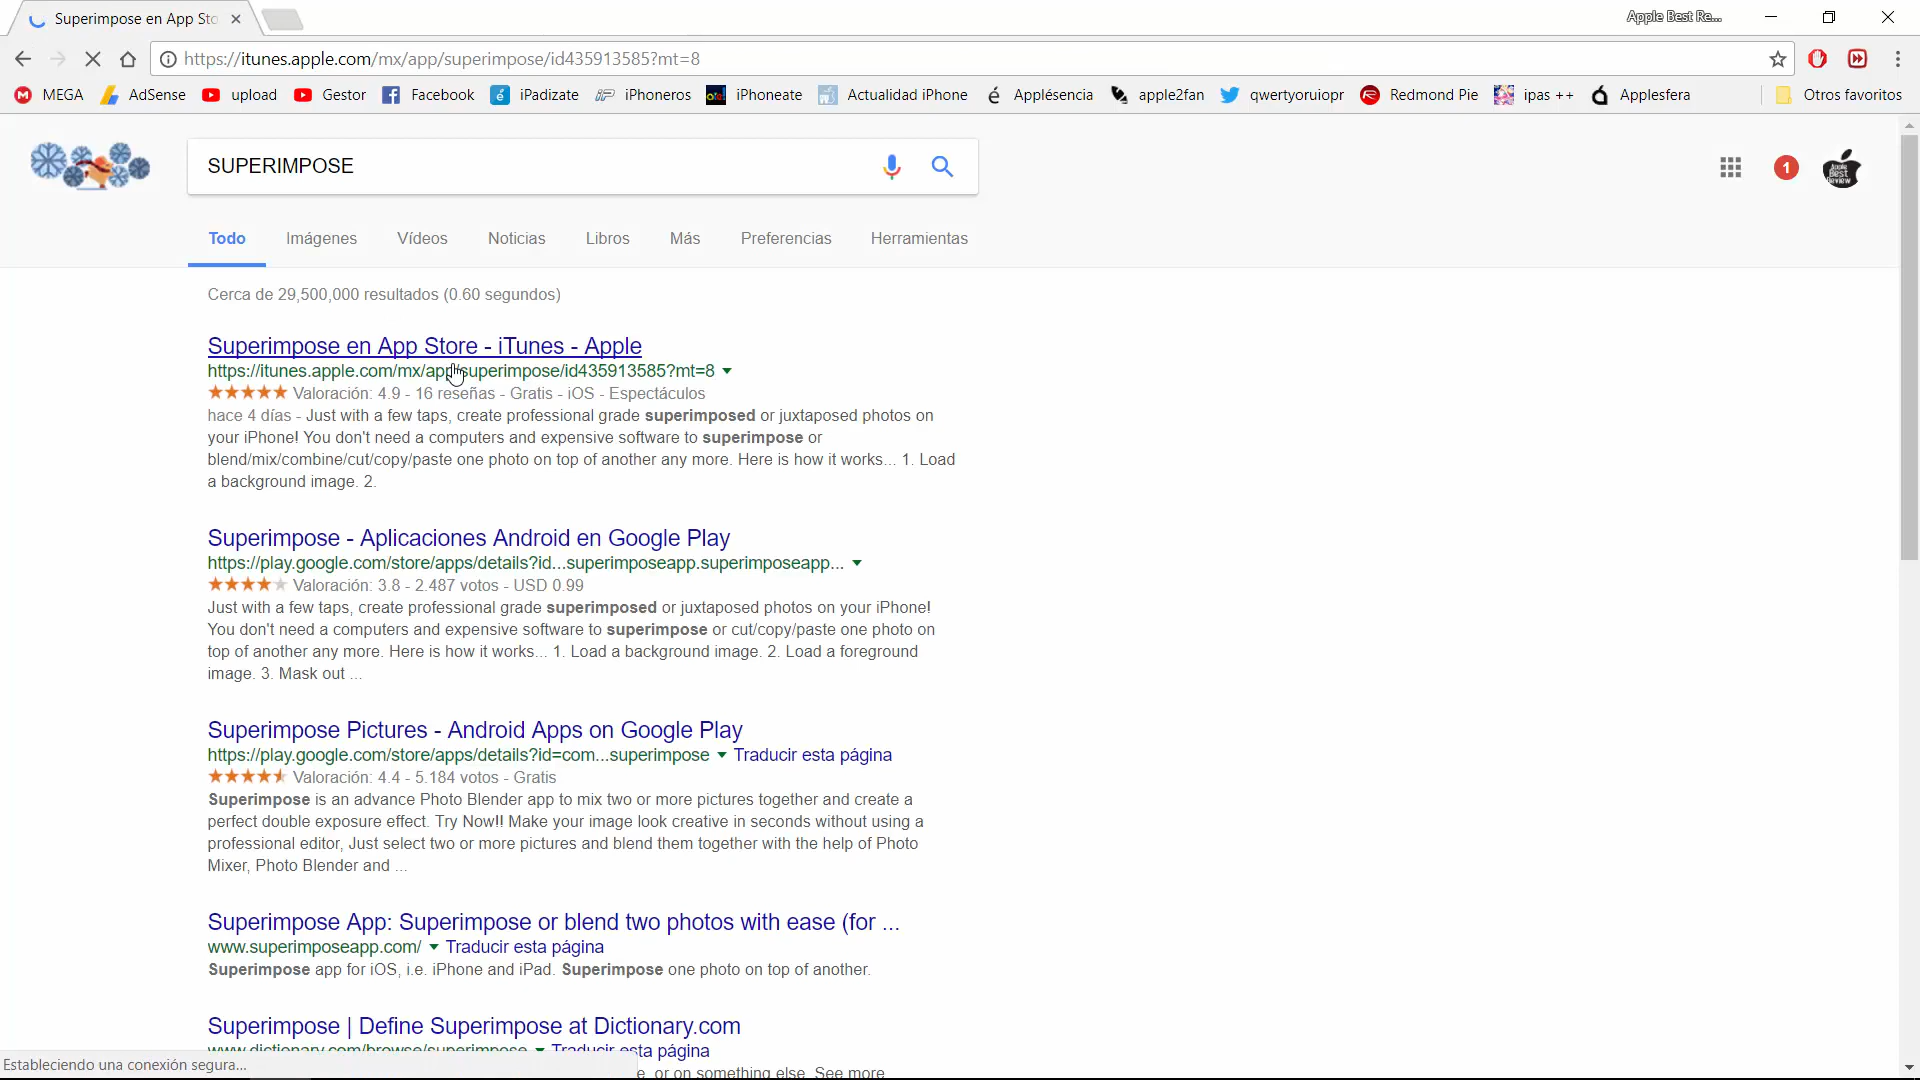 Superimpose en App Sto
Apple Best Re...
https://itunes.apple.com/mx/app/superimpose/id435913585?mt=8
MEGA AdSense upload Gestor Facebook iPadizate iPhoneros iPhoneate Actualidad iPhone Applésencia apple2fan qwertyoruiopr Redmond Pie ipas ++ Applesfera Otros favoritos
SUPERIMPOSE
1
Apple Best Review
Todo Imágenes Vídeos Noticias Libros Más Preferencias Herramientas
Cerca de 29,500,000 resultados (0.60 segundos)
Superimpose en App Store - iTunes - Apple
https://itunes.apple.com/mx/app/superimpose/id435913585?mt=8
Valoración: 4.9 - 16 reseñas - Gratis - iOS - Espectáculos
hace 4 días - Just with a few taps, create professional grade superimposed or juxtaposed photos on
your iPhone! You don't need a computers and expensive software to superimpose or
blend/mix/combine/cut/copy/paste one photo on top of another any more. Here is how it works... 1. Load
a background image. 2.
Superimpose - Aplicaciones Android en Google Play
https://play.google.com/store/apps/details?id...superimposeapp.superimposeapp...
Valoración: 3.8 - 2.487 votos - USD 0.99
Just with a few taps, create professional grade superimposed or juxtaposed photos on your iPhone!
You don't need a computers and expensive software to superimpose or cut/copy/paste one photo on
top of another any more. Here is how it works... 1. Load a background image. 2. Load a foreground
image. 3. Mask out ...
Superimpose Pictures - Android Apps on Google Play
https://play.google.com/store/apps/details?id=com...superimpose Traducir esta página
Valoración: 4.4 - 5.184 votos - Gratis
Superimpose is an advance Photo Blender app to mix two or more pictures together and create a
perfect double exposure effect. Try Now!! Make your image look creative in seconds without using a
professional editor, Just select two or more pictures and blend them together with the help of Photo
Mixer, Photo Blender and ...
Superimpose App: Superimpose or blend two photos with ease (for ...
www.superimposeapp.com/ Traducir esta página
Superimpose app for iOS, i.e. iPhone and iPad. Superimpose one photo on top of another.
Superimpose | Define Superimpose at Dictionary.com
www.dictionary.com/browse/superimpose Traducir esta página
Estableciendo una conexión segura...
or on something else. See more